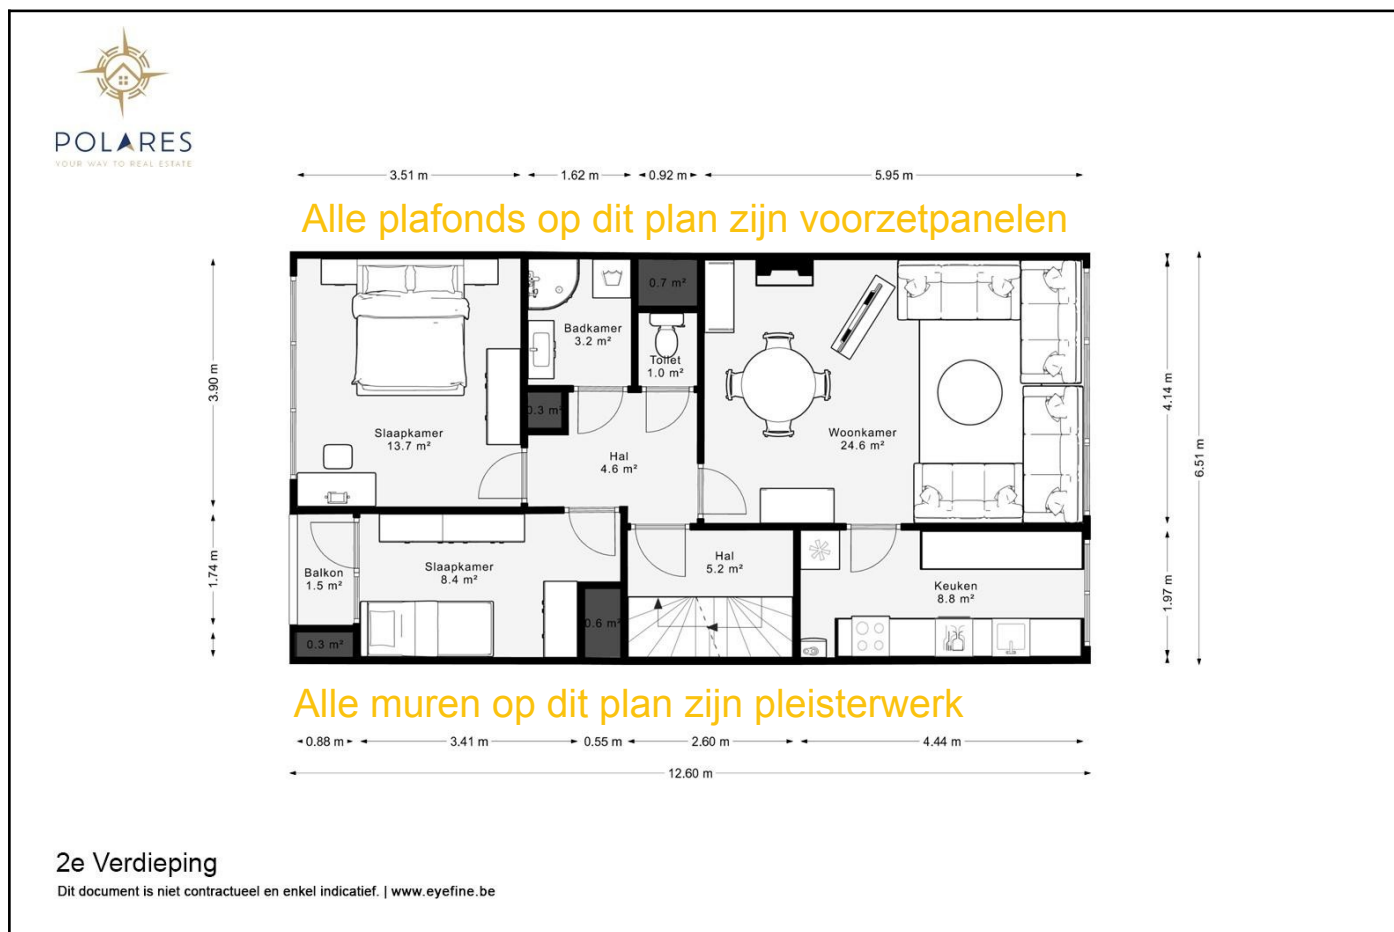 POLARES
YOUR WAY TO REAL ESTATE
3.51 m
1.62 m
0.92 m
5.95 m
Alle plafonds op dit plan zijn voorzetpanelen
0.7 m²
Badkamer
3.2 m²
Toilet
1.0 m²
3.90 m
4.14 m
0.3 m²
Slaapkamer
13.7 m²
Woonkamer
24.6 m²
Hal
4.6 m²
6.51 m
1.74 m
Balkon
1.5 m²
Slaapkamer
8.4 m²
Hal
5.2 m²
Keuken
8.8 m²
1.97 m
0.6 m²
0.3 m²
Alle muren op dit plan zijn pleisterwerk
0.88 m
3.41 m
0.55 m
2.60 m
4.44 m
12.60 m
2e Verdieping
Dit document is niet contractueel en enkel indicatief. | www.eyefine.be